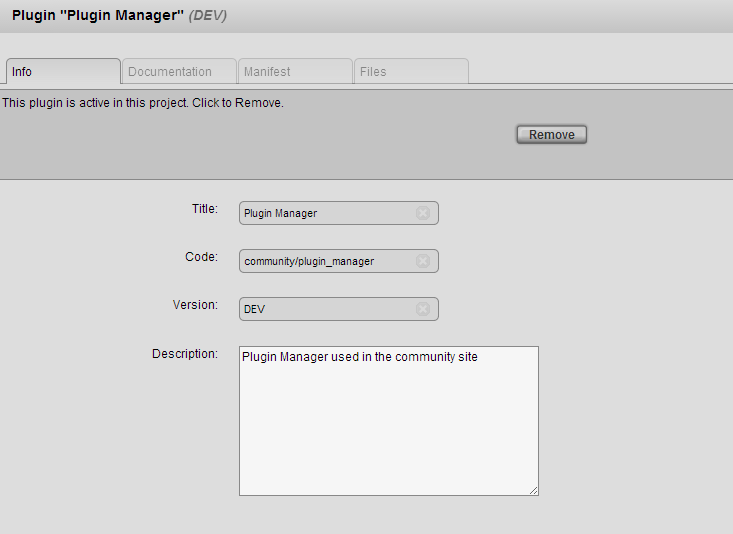 Plugin "Plugin Manager" (DEV)
Info Documentation Manifest Files
This plugin is active in this project. Click to Remove.
Remove
Title: Plugin Manager
Code: community/plugin_manager
Version: DEV
Description: Plugin Manager used in the community site